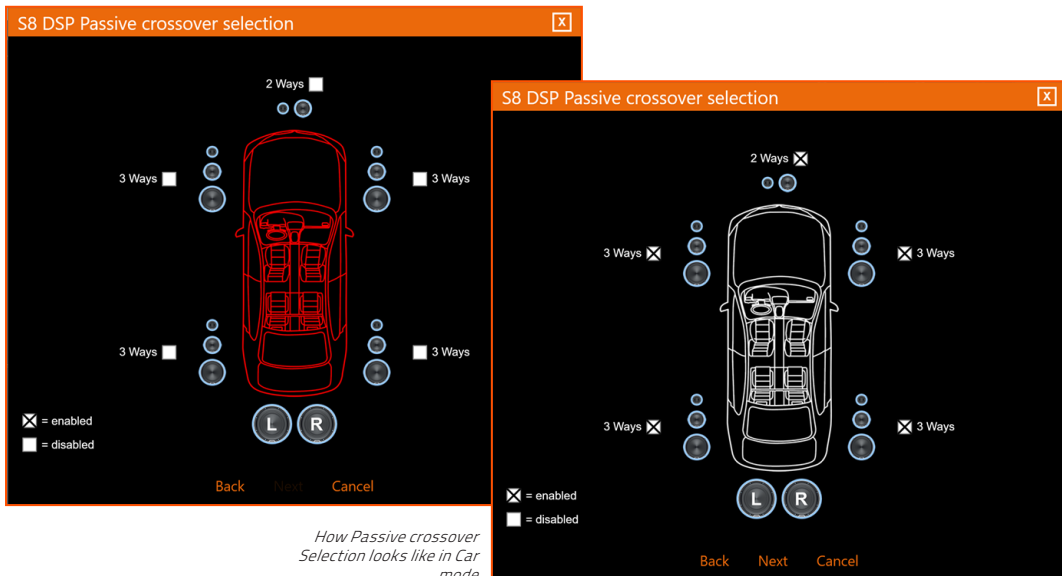 S8 DSP Passive crossover selection X
2 Ways
3 Ways 3 Ways
3 Ways 3 Ways
L R
= enabled
= disabled
Back Next Cancel
How Passive crossover
Selection looks like in Car
mode
S8 DSP Passive crossover selection X
2 Ways
3 Ways 3 Ways
3 Ways 3 Ways
L R
= enabled
= disabled
Back Next Cancel